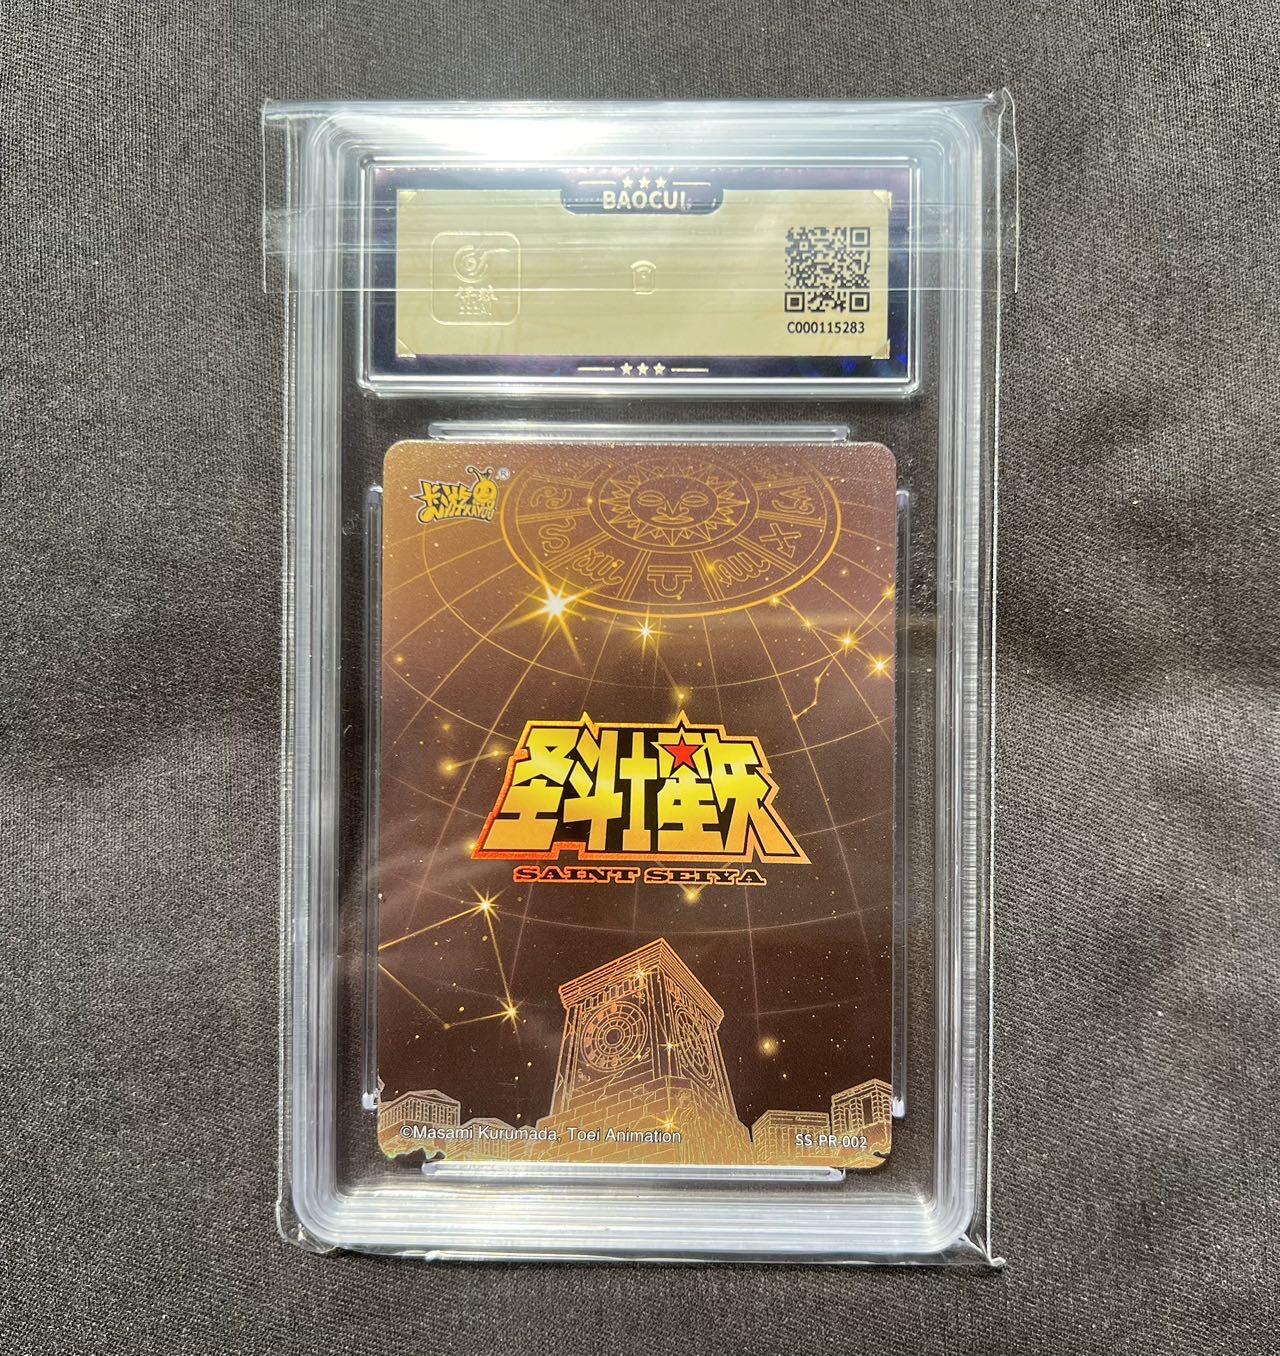 BAOCUI
C000115283
卡游
KAYOU
®
圣斗士星矢
SAINT SEIYA
©Masami Kurumada, Toei Animation
SS-PR-002